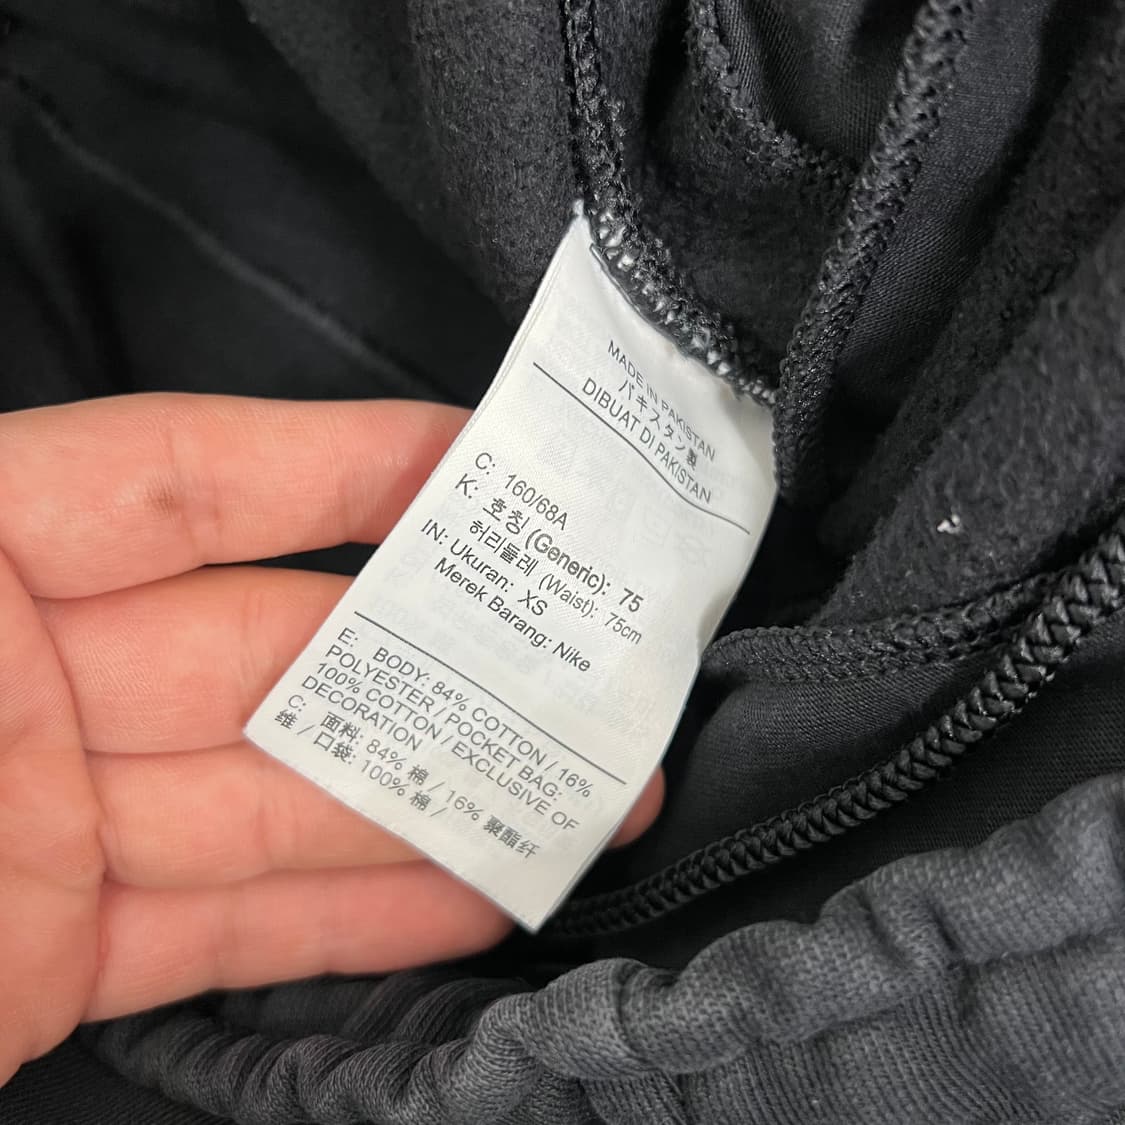 MADE IN PAKISTAN
パキスタン製
DIBUAT DI PAKISTAN
C: 160/68A
K: 호칭 (Generic): 75
허리둘레 (Waist): 75cm
IN: Ukuran: XS
Merek Barang: Nike
E: BODY: 84% COTTON / 16%
POLYESTER / POCKET BAG:
100% COTTON / EXCLUSIVE OF
DECORATION
C: 面料: 84% 棉 / 16% 聚酯纤
维 / 口袋: 100% 棉 /